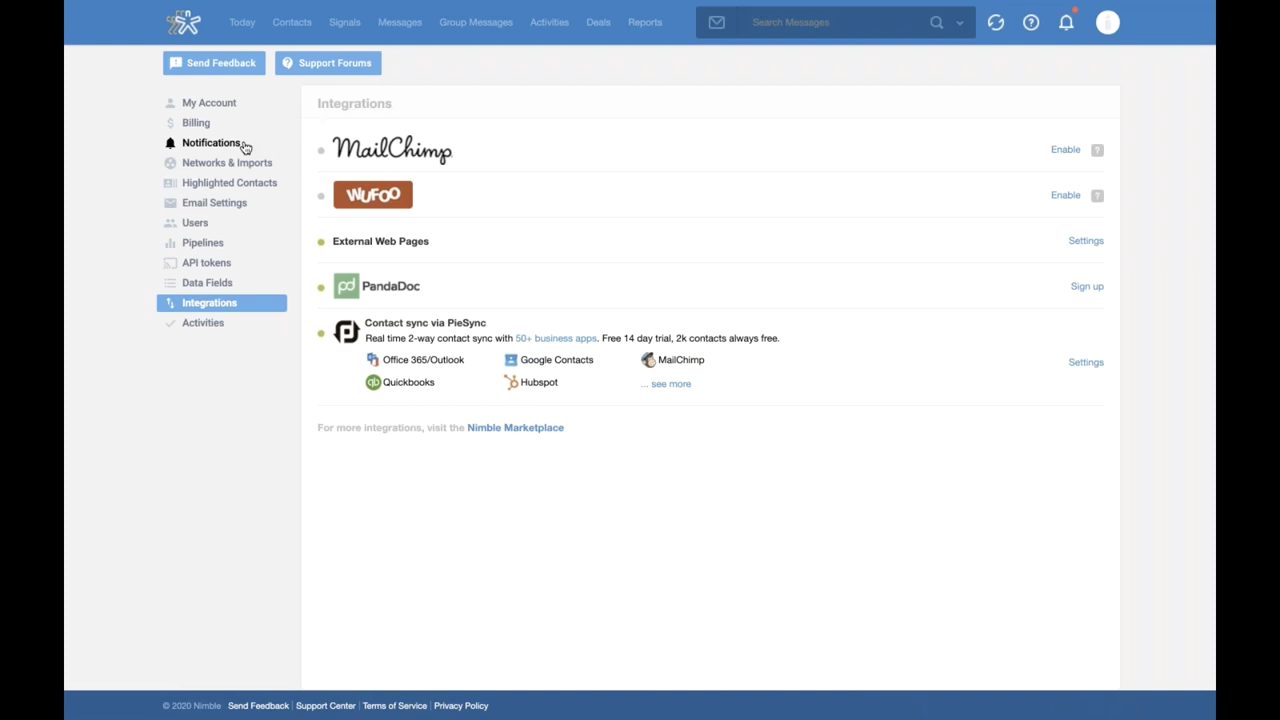 Today Contacts Signals Messages Group Messages Activities Deals Reports Search Messages
Send Feedback Support Forums
My Account
Billing
Notifications
Networks & Imports
Highlighted Contacts
Email Settings
Users
Pipelines
API tokens
Data Fields
Integrations
Activities
Integrations
MailChimp Enable ?
WUFOO Enable ?
External Web Pages Settings
pd PandaDoc Sign up
Contact sync via PieSync
Real time 2-way contact sync with 50+ business apps. Free 14 day trial, 2k contacts always free.
Office 365/Outlook Google Contacts MailChimp
Settings
Quickbooks Hubspot ... see more
For more integrations, visit the Nimble Marketplace
© 2020 Nimble Send Feedback | Support Center | Terms of Service | Privacy Policy